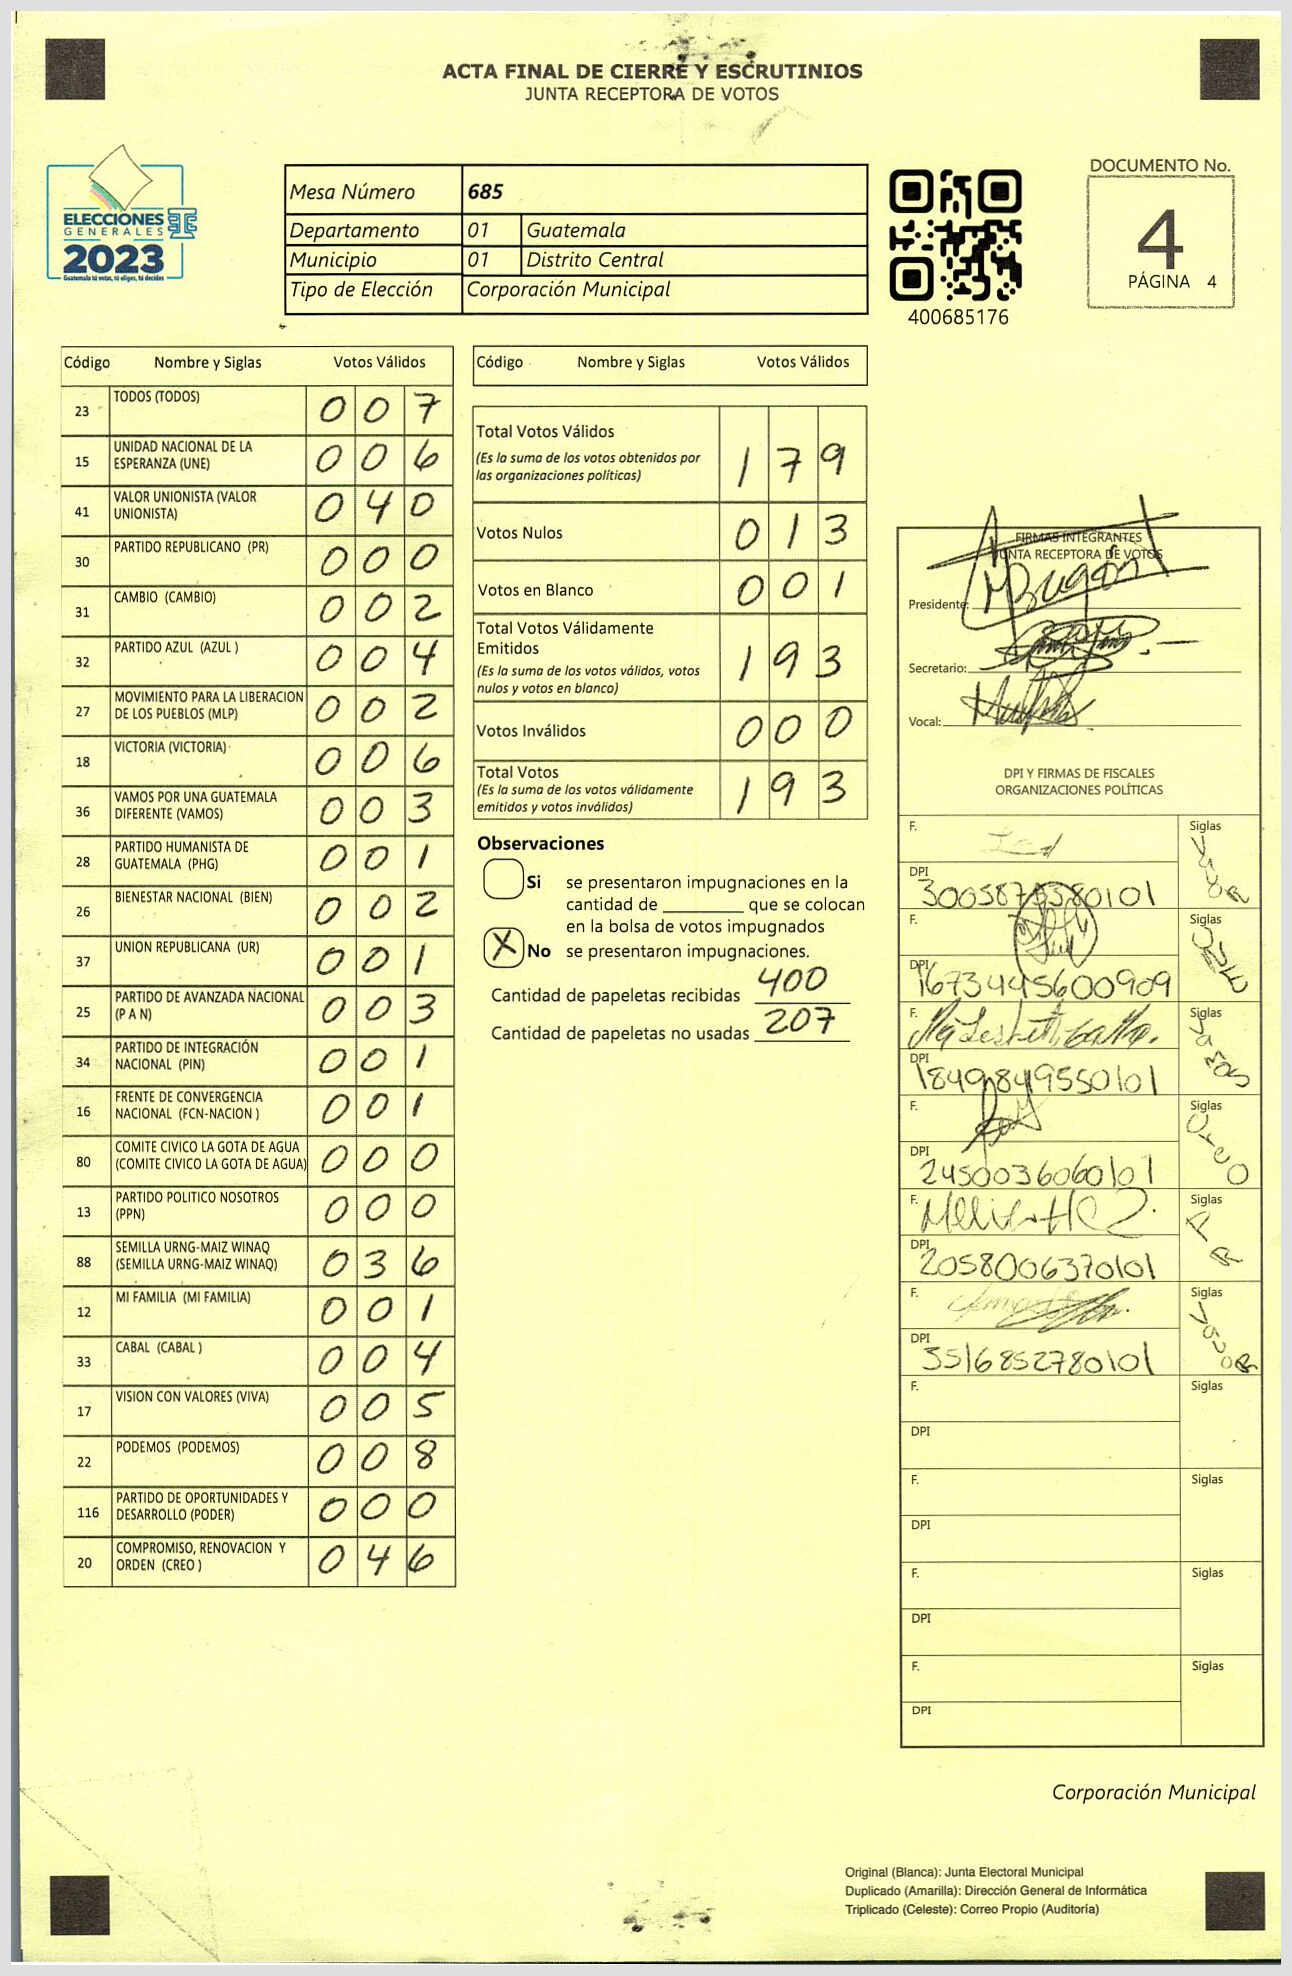 ACTA FINAL DE CIERRE Y ESCRUTINIOS
JUNTA RECEPTORA DE VOTOS
ELECCIONES
GENERALES
2023
Guatemala tú votas, tú eliges, tú decides
Mesa Número 685
Departamento 01 Guatemala
Municipio 01 Distrito Central
Tipo de Elección Corporación Municipal
400685176
DOCUMENTO No.
4
PÁGINA 4
Código Nombre y Siglas Votos Válidos
23 TODOS (TODOS) 0 0 7
15 UNIDAD NACIONAL DE LA
ESPERANZA (UNE) 0 0 6
41 VALOR UNIONISTA (VALOR
UNIONISTA) 0 4 0
30 PARTIDO REPUBLICANO (PR) 0 0 0
31 CAMBIO (CAMBIO) 0 0 2
32 PARTIDO AZUL (AZUL ) 0 0 4
27 MOVIMIENTO PARA LA LIBERACION
DE LOS PUEBLOS (MLP) 0 0 2
18 VICTORIA (VICTORIA) 0 0 6
36 VAMOS POR UNA GUATEMALA
DIFERENTE (VAMOS) 0 0 3
28 PARTIDO HUMANISTA DE
GUATEMALA (PHG) 0 0 1
26 BIENESTAR NACIONAL (BIEN) 0 0 2
37 UNION REPUBLICANA (UR) 0 0 1
25 PARTIDO DE AVANZADA NACIONAL
(P A N) 0 0 3
34 PARTIDO DE INTEGRACIÓN
NACIONAL (PIN) 0 0 1
16 FRENTE DE CONVERGENCIA
NACIONAL (FCN-NACION ) 0 0 1
80 COMITE CIVICO LA GOTA DE AGUA
(COMITE CIVICO LA GOTA DE AGUA) 0 0 0
13 PARTIDO POLITICO NOSOTROS
(PPN) 0 0 0
88 SEMILLA URNG-MAIZ WINAQ
(SEMILLA URNG-MAIZ WINAQ) 0 3 6
12 MI FAMILIA (MI FAMILIA) 0 0 1
33 CABAL (CABAL ) 0 0 4
17 VISION CON VALORES (VIVA) 0 0 5
22 PODEMOS (PODEMOS) 0 0 8
116 PARTIDO DE OPORTUNIDADES Y
DESARROLLO (PODER) 0 0 0
20 COMPROMISO, RENOVACION Y
ORDEN (CREO ) 0 4 6
Código Nombre y Siglas Votos Válidos
Total Votos Válidos
(Es la suma de los votos obtenidos por
las organizaciones políticas) 1 7 9
Votos Nulos 0 1 3
Votos en Blanco 0 0 1
Total Votos Válidamente
Emitidos
(Es la suma de los votos válidos, votos
nulos y votos en blanco) 1 9 3
Votos Inválidos 0 0 0
Total Votos
(Es la suma de los votos válidamente
emitidos y votos inválidos) 1 9 3
Observaciones
Si se presentaron impugnaciones en la
cantidad de ________ que se colocan
en la bolsa de votos impugnados
X No se presentaron impugnaciones.
Cantidad de papeletas recibidas 400
Cantidad de papeletas no usadas 207
FIRMAS INTEGRANTES
JUNTA RECEPTORA DE VOTOS
Presidente:
Secretario:
Vocal:
DPI Y FIRMAS DE FISCALES
ORGANIZACIONES POLÍTICAS
F. Siglas
DPI
F. Siglas UNE
DPI 1673445600909
F. Siglas Vamos
DPI 1849849550101
F. Siglas Creo
DPI 2450036060101
F. Siglas
DPI 2058006370101
F. Siglas
DPI 3516852780101
F. Siglas
DPI
F. Siglas
DPI
F. Siglas
DPI
F. Siglas
DPI
Corporación Municipal
Original (Blanca): Junta Electoral Municipal
Duplicado (Amarilla): Dirección General de Informática
Triplicado (Celeste): Correo Propio (Auditoría)